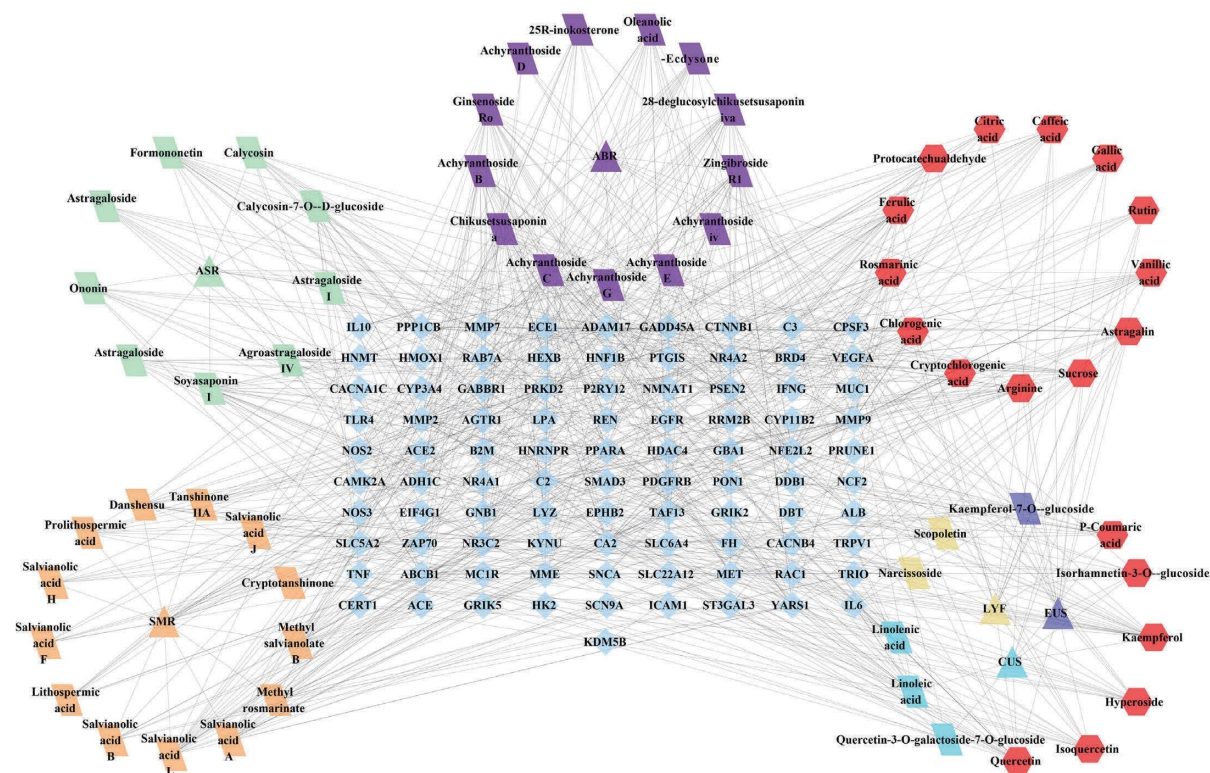 25R-inokosterone
Oleanolic
acid
Achyranthoside
D
-Ecdysone
Ginsenoside
Ro
28-deglucosylchikusetsusaponin
iva
ABR
Achyranthoside
B
Zingibroside
R1
Chikusetsusaponin
a
Achyranthoside
iv
Achyranthoside
C
Achyranthoside
G
Achyranthoside
E
Formononetin
Calycosin
Astragaloside
Calycosin-7-O--D-glucoside
ASR
Ononin
Astragaloside
I
Astragaloside
Agroastragaloside
IV
Soyasaponin
I
Citric
acid
Caffeic
acid
Protocatechualdehyde
Gallic
acid
Ferulic
acid
Rutin
Rosmarinic
acid
Vanillic
acid
Chlorogenic
acid
Astragalin
Cryptochlorogenic
acid
Arginine
Sucrose
IL10 PPP1CB MMP7 ECE1 ADAM17 GADD45A CTNNB1 C3 CPSF3
HNMT HMOX1 RAB7A HEXB HNF1B PTGIS NR4A2 BRD4 VEGFA
CACNA1C CYP3A4 GABBR1 PRKD2 P2RY12 NMNAT1 PSEN2 IFNG MUC1
TLR4 MMP2 AGTR1 LPA REN EGFR RRM2B CYP11B2 MMP9
NOS2 ACE2 B2M HNRNPR PPARA HDAC4 GBA1 NFE2L2 PRUNE1
CAMK2A ADH1C NR4A1 C2 SMAD3 PDGFRB PON1 DDB1 NCF2
NOS3 EIF4G1 GNB1 LYZ EPHB2 TAF13 GRIK2 DBT ALB
SLC5A2 ZAP70 NR3C2 KYNU CA2 SLC6A4 FH CACNB4 TRPV1
TNF ABCB1 MC1R MME SNCA SLC22A12 MET RAC1 TRIO
CERT1 ACE GRIK5 HK2 SCN9A ICAM1 ST3GAL3 YARS1 IL6
KDM5B
Danshensu
Tanshinone
IIA
Prolithospermic
acid
Salvianolic
acid
J
Salvianolic
acid
H
Cryptotanshinone
SMR
Salvianolic
acid
F
Methyl
salvianolate
B
Lithospermic
acid
Methyl
rosmarinate
Salvianolic
acid
B
Salvianolic
acid
L
Salvianolic
acid
A
Kaempferol-7-O--glucoside
Scopoletin
P-Coumaric
acid
Narcissoside
Isorhamnetin-3-O--glucoside
LYF
EUS
Linolenic
acid
Kaempferol
CUS
Linoleic
acid
Hyperoside
Quercetin-3-O-galactoside-7-O-glucoside
Isoquercetin
Quercetin